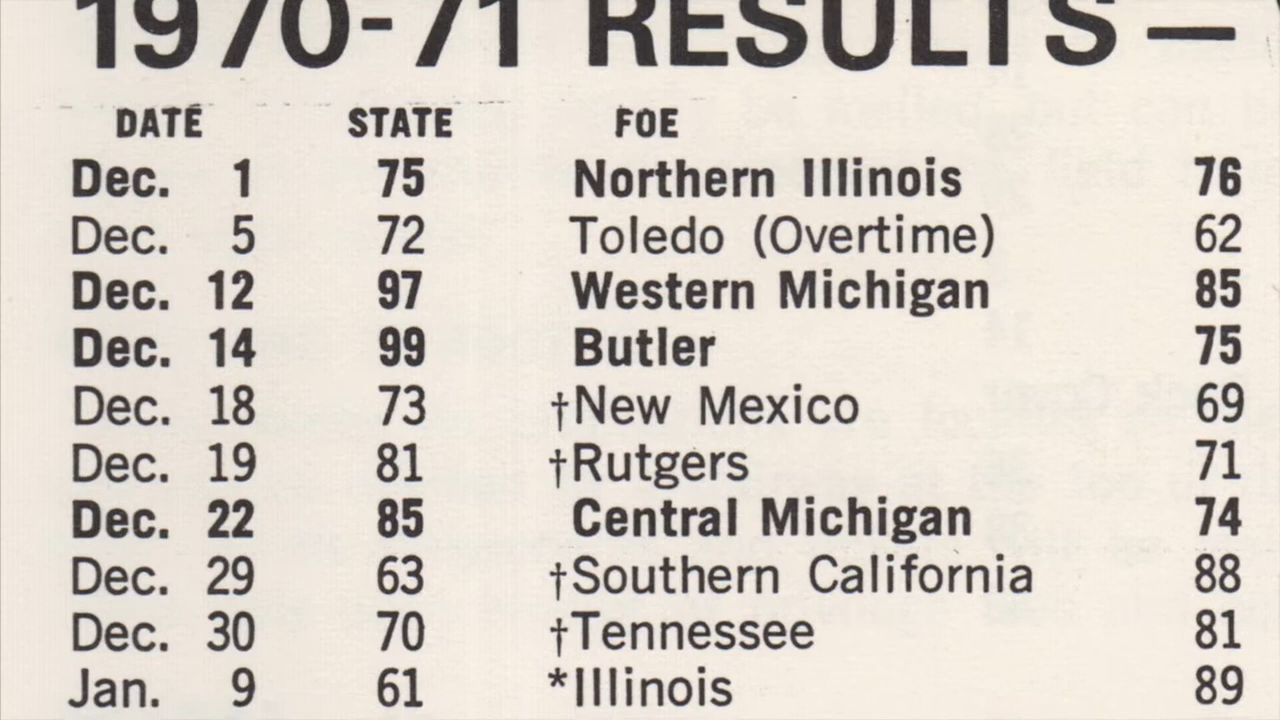 1970-71 RESULTS —
DATE STATE FOE
Dec. 1 75 Northern Illinois 76
Dec. 5 72 Toledo (Overtime) 62
Dec. 12 97 Western Michigan 85
Dec. 14 99 Butler 75
Dec. 18 73 †New Mexico 69
Dec. 19 81 †Rutgers 71
Dec. 22 85 Central Michigan 74
Dec. 29 63 †Southern California 88
Dec. 30 70 †Tennessee 81
Jan. 9 61 *Illinois 89